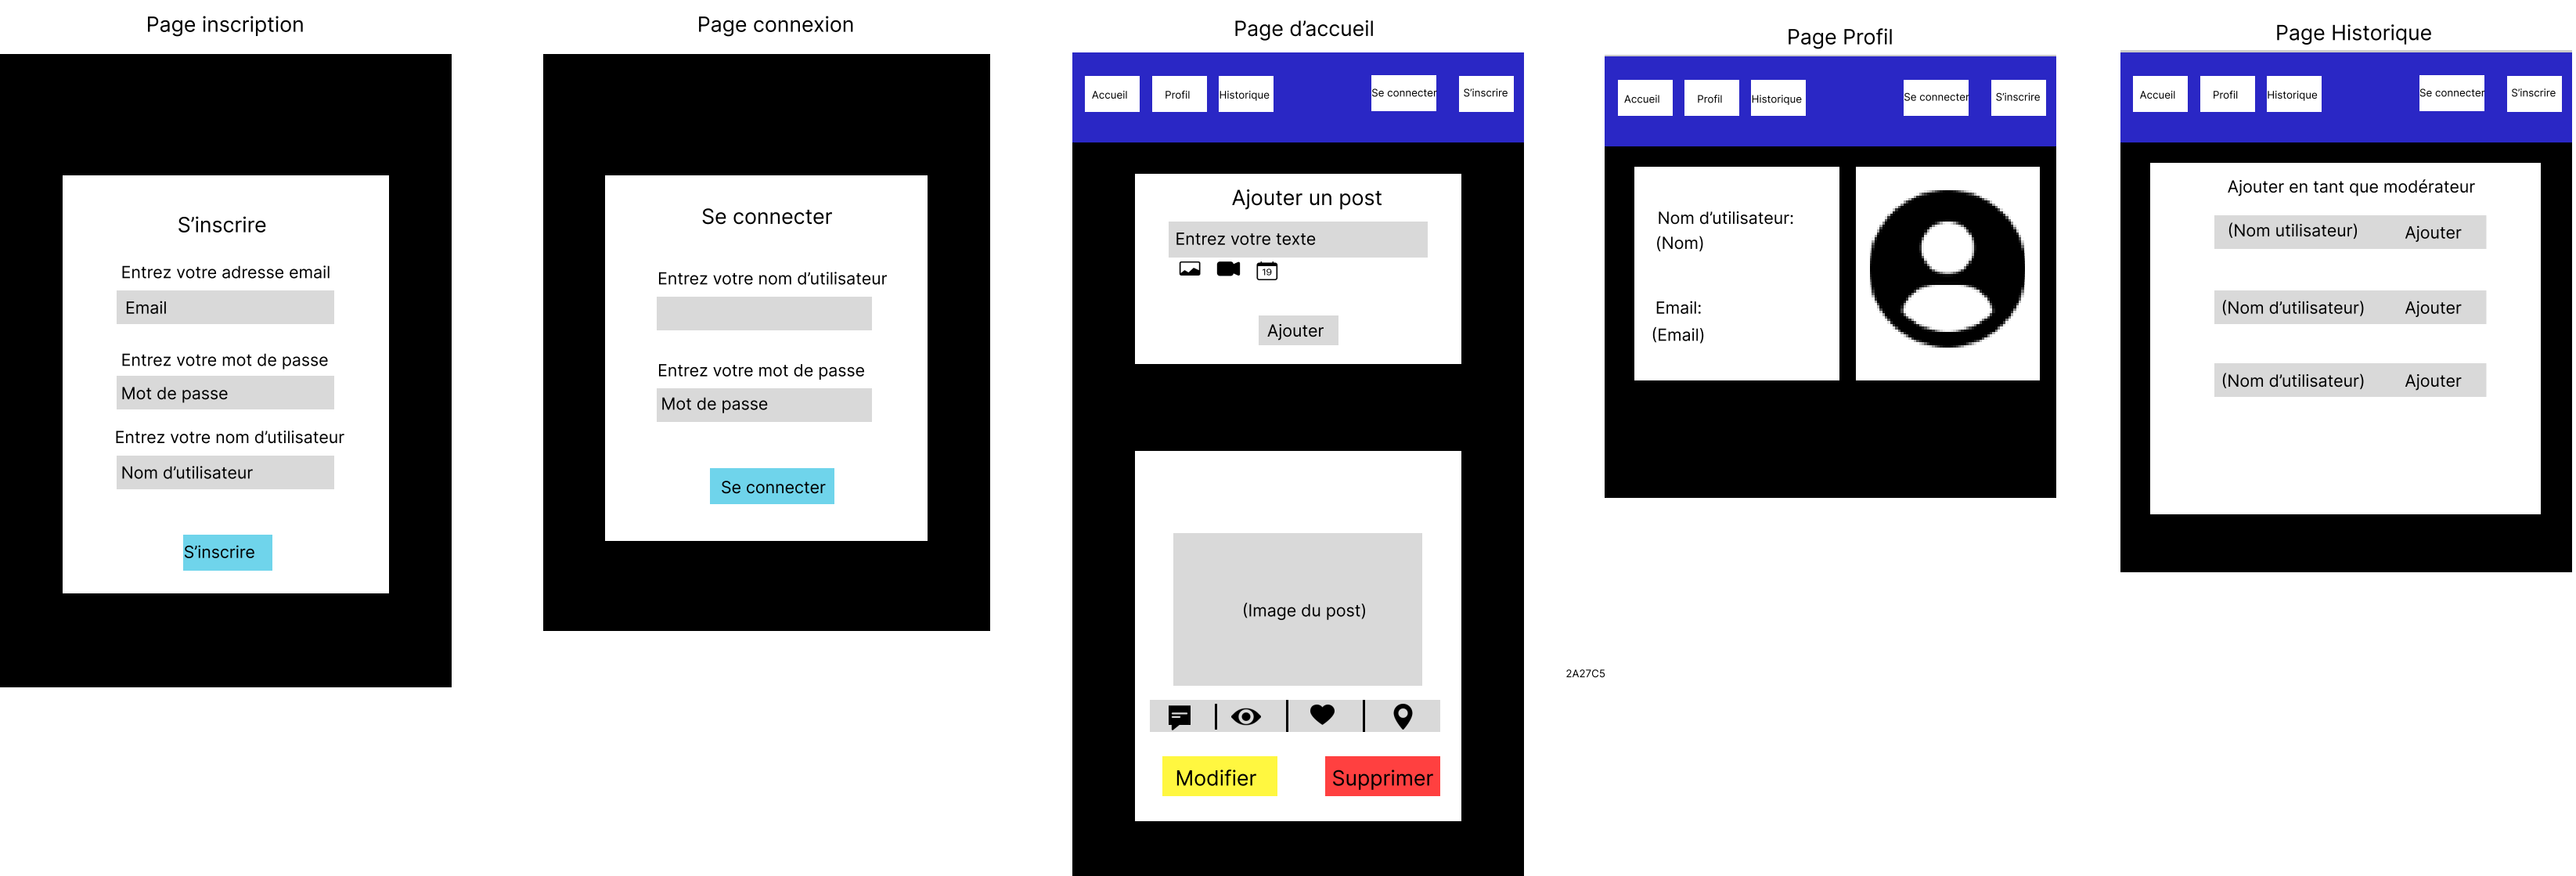 Page inscription
S’inscrire
Entrez votre adresse email
Email
Entrez votre mot de passe
Mot de passe
Entrez votre nom d’utilisateur
Nom d’utilisateur
S’inscrire
Page connexion
Se connecter
Entrez votre nom d’utilisateur
Entrez votre mot de passe
Mot de passe
Se connecter
Page d’accueil
Accueil
Profil
Historique
Se connecter
S’inscrire
Ajouter un post
Entrez votre texte
19
Ajouter
(Image du post)
Modifier
Supprimer
Page Profil
Accueil
Profil
Historique
Se connecter
S’inscrire
Nom d’utilisateur:
(Nom)
Email:
(Email)
2A27C5
Page Historique
Accueil
Profil
Historique
Se connecter
S’inscrire
Ajouter en tant que modérateur
(Nom utilisateur) Ajouter
(Nom d’utilisateur) Ajouter
(Nom d’utilisateur) Ajouter